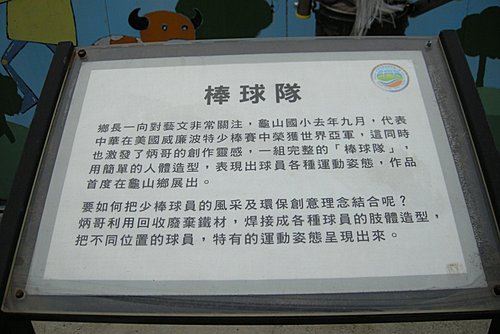 棒球隊
鄉長一向對藝文非常關注，龜山國小去年九月，代表
中華在美國威廉波特少棒賽中榮獲世界亞軍，這同時
也激發了炳哥的創作靈感，一組完整的「棒球隊」，
用簡單的人體造型，表現出球員各種運動姿態，作品
首度在龜山鄉展出。
要如何把少棒球員的風采及環保創意理念結合呢？
炳哥利用回收廢棄鐵材，焊接成各種球員的肢體造型，
把不同位置的球員，特有的運動姿態呈現出來。